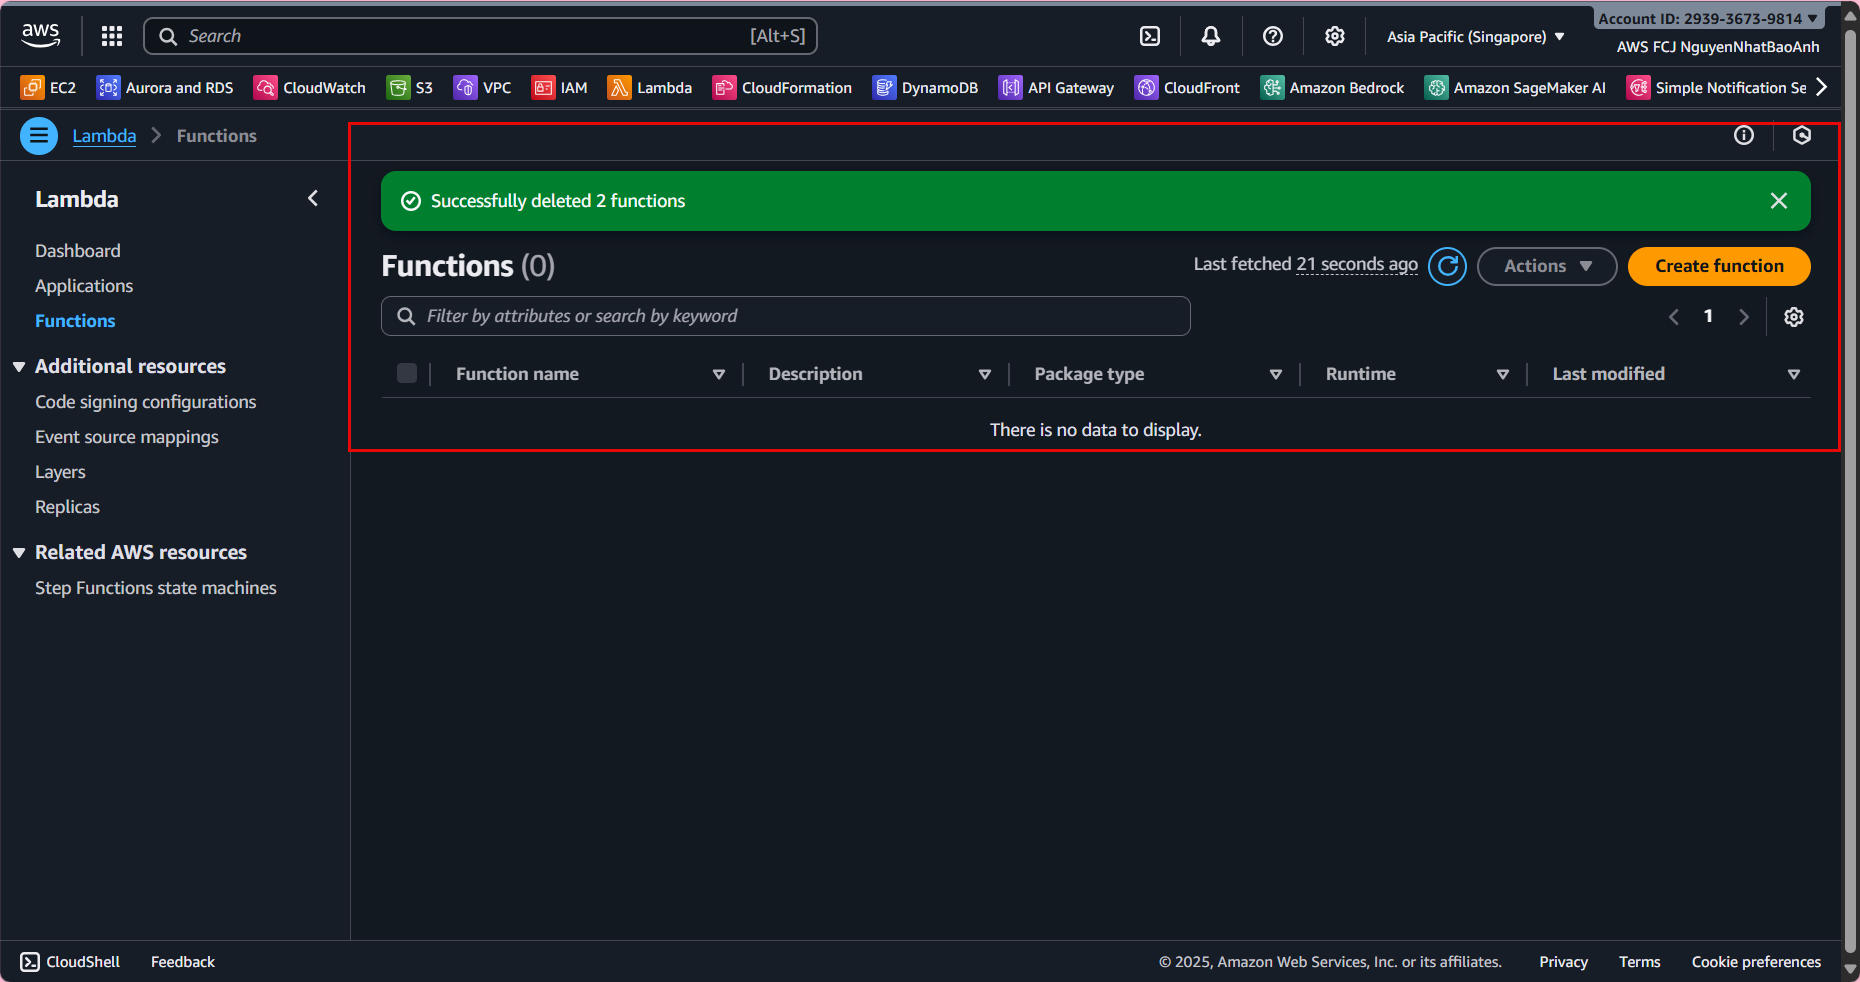 aws
Search [Alt+S]
Asia Pacific (Singapore)
Account ID: 2939-3673-9814
AWS FCJ NguyenNhatBaoAnh
EC2 Aurora and RDS CloudWatch S3 VPC IAM Lambda CloudFormation DynamoDB API Gateway CloudFront Amazon Bedrock Amazon SageMaker AI Simple Notification Se
Lambda Functions
Lambda
Dashboard
Applications
Functions
Additional resources
Code signing configurations
Event source mappings
Layers
Replicas
Related AWS resources
Step Functions state machines
Successfully deleted 2 functions
Functions (0)
Last fetched 21 seconds ago
Actions
Create function
Filter by attributes or search by keyword
1
Function name Description Package type Runtime Last modified
There is no data to display.
CloudShell Feedback © 2025, Amazon Web Services, Inc. or its affiliates. Privacy Terms Cookie preferences